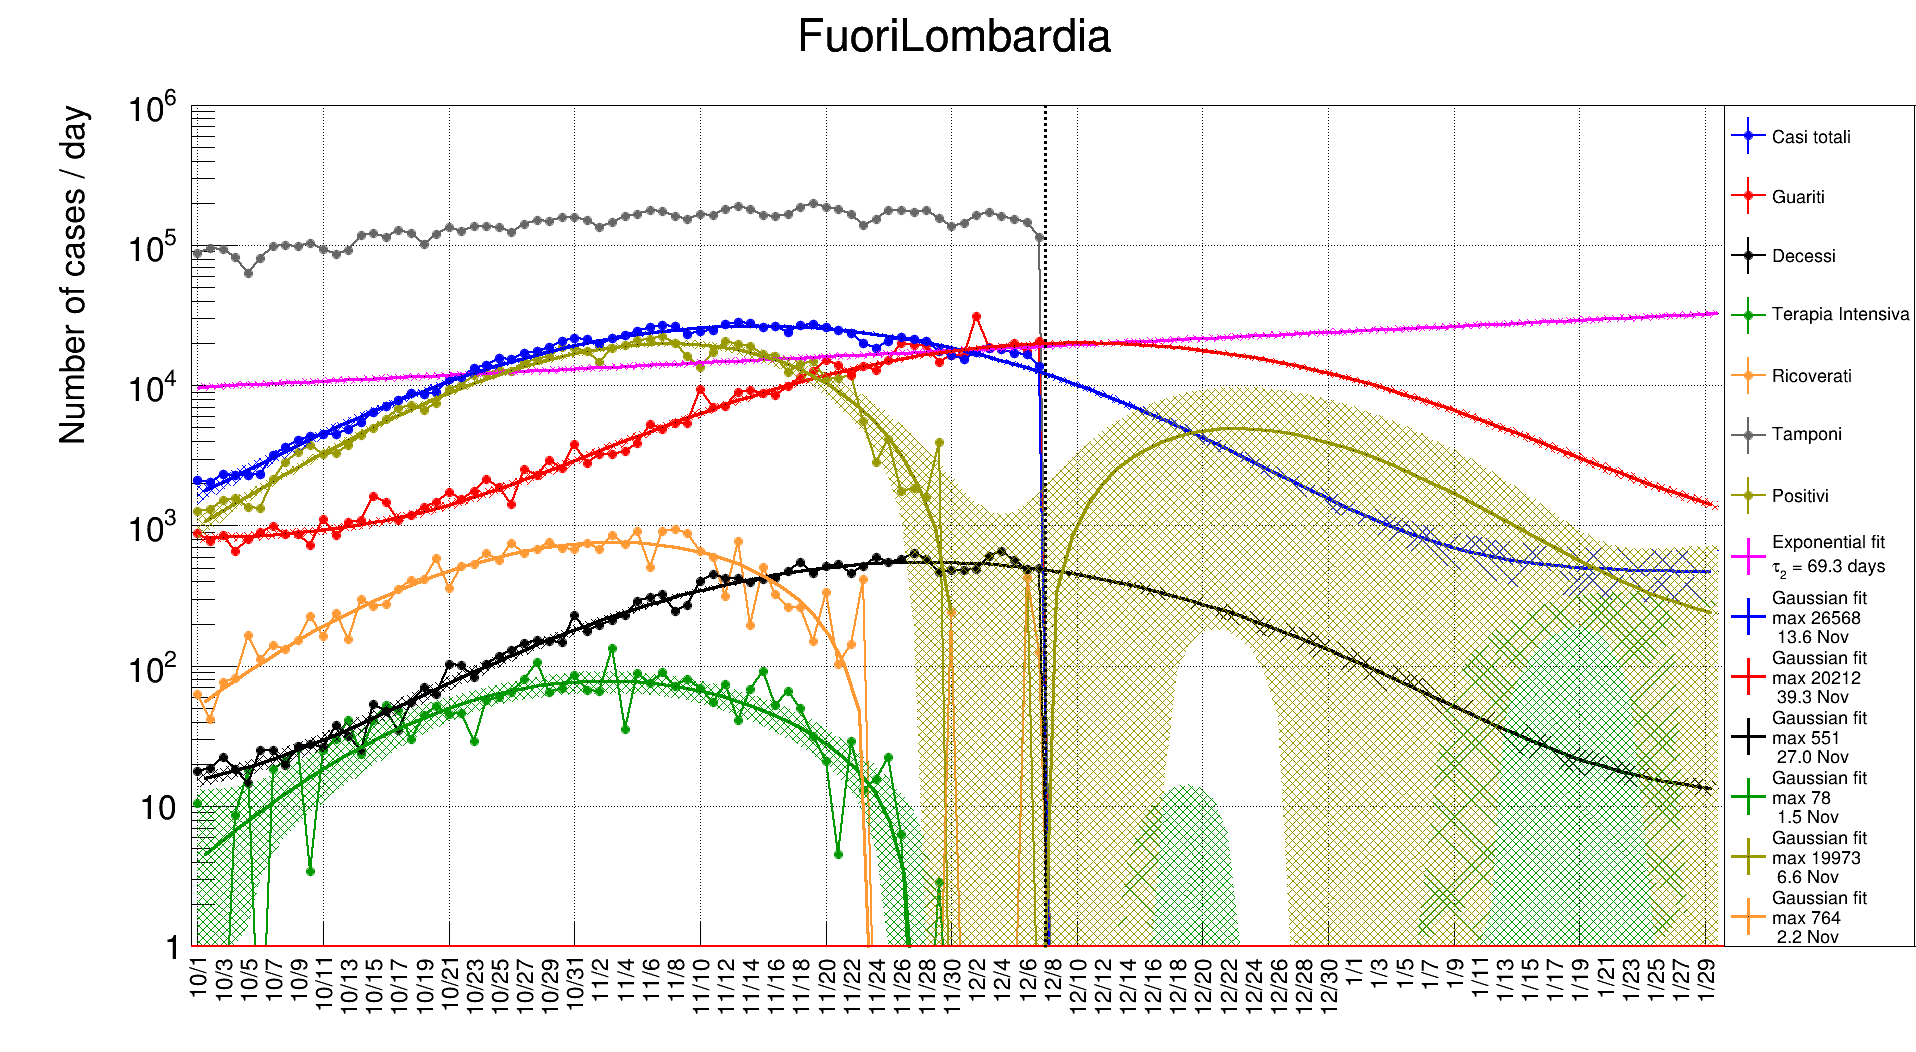 FuoriLombardia
Number of cases / day
10^6
10^5
10^4
10^3
10^2
10
1
10/1 10/3 10/5 10/7 10/9 10/11 10/13 10/15 10/17 10/19 10/21 10/23 10/25 10/27 10/29 10/31 11/2 11/4 11/6 11/8 11/10 11/12 11/14 11/16 11/18 11/20 11/22 11/24 11/26 11/28 11/30 12/2 12/4 12/6 12/8 12/10 12/12 12/14 12/16 12/18 12/20 12/22 12/24 12/26 12/28 12/30 1/1 1/3 1/5 1/7 1/9 1/11 1/13 1/15 1/17 1/19 1/21 1/23 1/25 1/27 1/29
Casi totali
Guariti
Decessi
Terapia Intensiva
Ricoverati
Tamponi
Positivi
Exponential fit
τ₂ = 69.3 days
Gaussian fit
max 26568
13.6 Nov
Gaussian fit
max 20212
39.3 Nov
Gaussian fit
max 551
27.0 Nov
Gaussian fit
max 78
1.5 Nov
Gaussian fit
max 19973
6.6 Nov
Gaussian fit
max 764
2.2 Nov